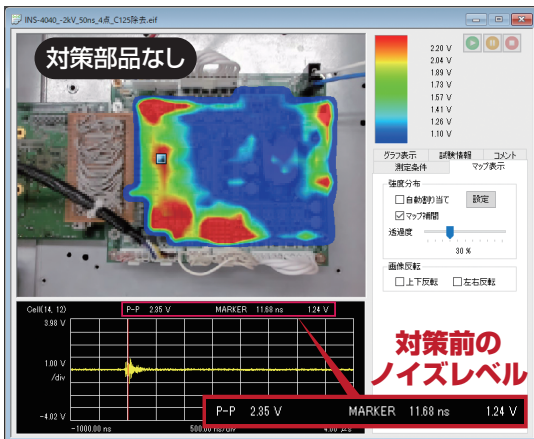 INS-4040_-2kV_50ns_4点_C125除去.eif
対策部品なし
2.20 V
2.04 V
1.89 V
1.73 V
1.57 V
1.41 V
1.26 V
1.10 V
グラフ表示 試験情報 コメント
測定条件 マップ表示
強度分布
自動割り当て 設定
マップ補間
透過度
30 %
画像反転
上下反転 左右反転
Cell(14, 12) P-P 2.35 V MARKER 11.68 ns 1.24 V
3.98 V
1.00 V
/div
-4.02 V
-1000.00 ns 500.00 ns/div 4.00 μs
対策前の
ノイズレベル
P-P 2.35 V MARKER 11.68 ns 1.24 V